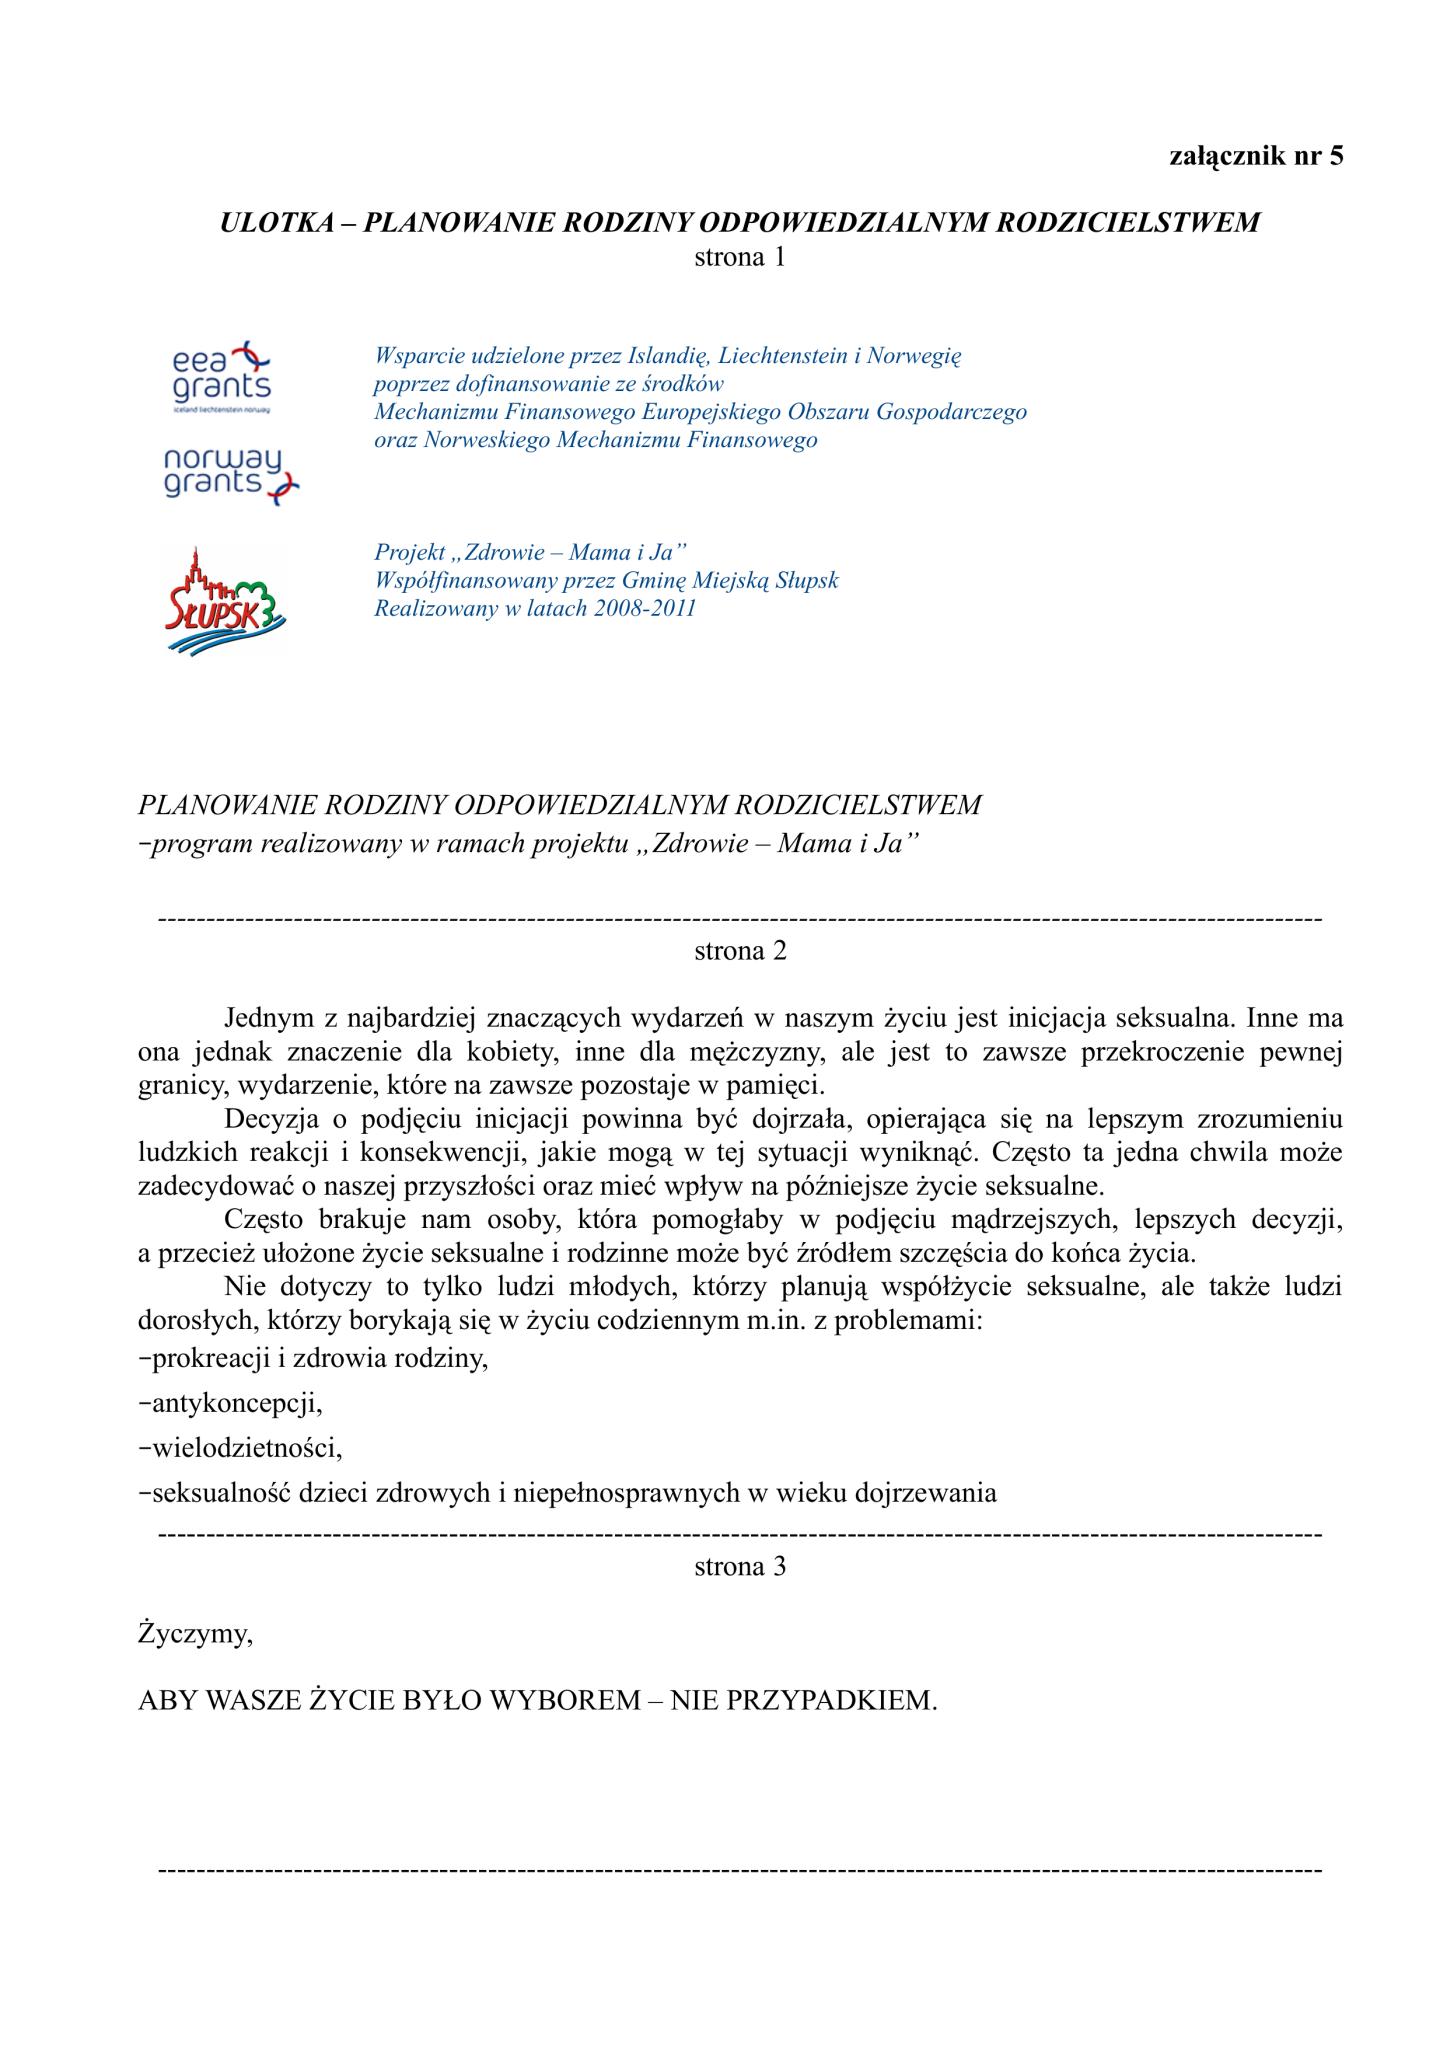 załącznik nr 5
ULOTKA – PLANOWANIE RODZINY ODPOWIEDZIALNYM RODZICIELSTWEM
strona 1
eea
grants
iceland liechtenstein norway
norway
grants
Wsparcie udzielone przez Islandię, Liechtenstein i Norwegię
poprzez dofinansowanie ze środków
Mechanizmu Finansowego Europejskiego Obszaru Gospodarczego
oraz Norweskiego Mechanizmu Finansowego
SŁUPSK
Projekt „Zdrowie – Mama i Ja”
Współfinansowany przez Gminę Miejską Słupsk
Realizowany w latach 2008-2011
PLANOWANIE RODZINY ODPOWIEDZIALNYM RODZICIELSTWEM
−program realizowany w ramach projektu „Zdrowie – Mama i Ja”
------------------------------------------------------------------------------------------------------------------------
strona 2
Jednym z najbardziej znaczących wydarzeń w naszym życiu jest inicjacja seksualna. Inne ma
ona jednak znaczenie dla kobiety, inne dla mężczyzny, ale jest to zawsze przekroczenie pewnej
granicy, wydarzenie, które na zawsze pozostaje w pamięci.
Decyzja o podjęciu inicjacji powinna być dojrzała, opierająca się na lepszym zrozumieniu
ludzkich reakcji i konsekwencji, jakie mogą w tej sytuacji wyniknąć. Często ta jedna chwila może
zadecydować o naszej przyszłości oraz mieć wpływ na późniejsze życie seksualne.
Często brakuje nam osoby, która pomogłaby w podjęciu mądrzejszych, lepszych decyzji,
a przecież ułożone życie seksualne i rodzinne może być źródłem szczęścia do końca życia.
Nie dotyczy to tylko ludzi młodych, którzy planują współżycie seksualne, ale także ludzi
dorosłych, którzy borykają się w życiu codziennym m.in. z problemami:
−prokreacji i zdrowia rodziny,
−antykoncepcji,
−wielodzietności,
−seksualność dzieci zdrowych i niepełnosprawnych w wieku dojrzewania
------------------------------------------------------------------------------------------------------------------------
strona 3
Życzymy,
ABY WASZE ŻYCIE BYŁO WYBOREM – NIE PRZYPADKIEM.
------------------------------------------------------------------------------------------------------------------------